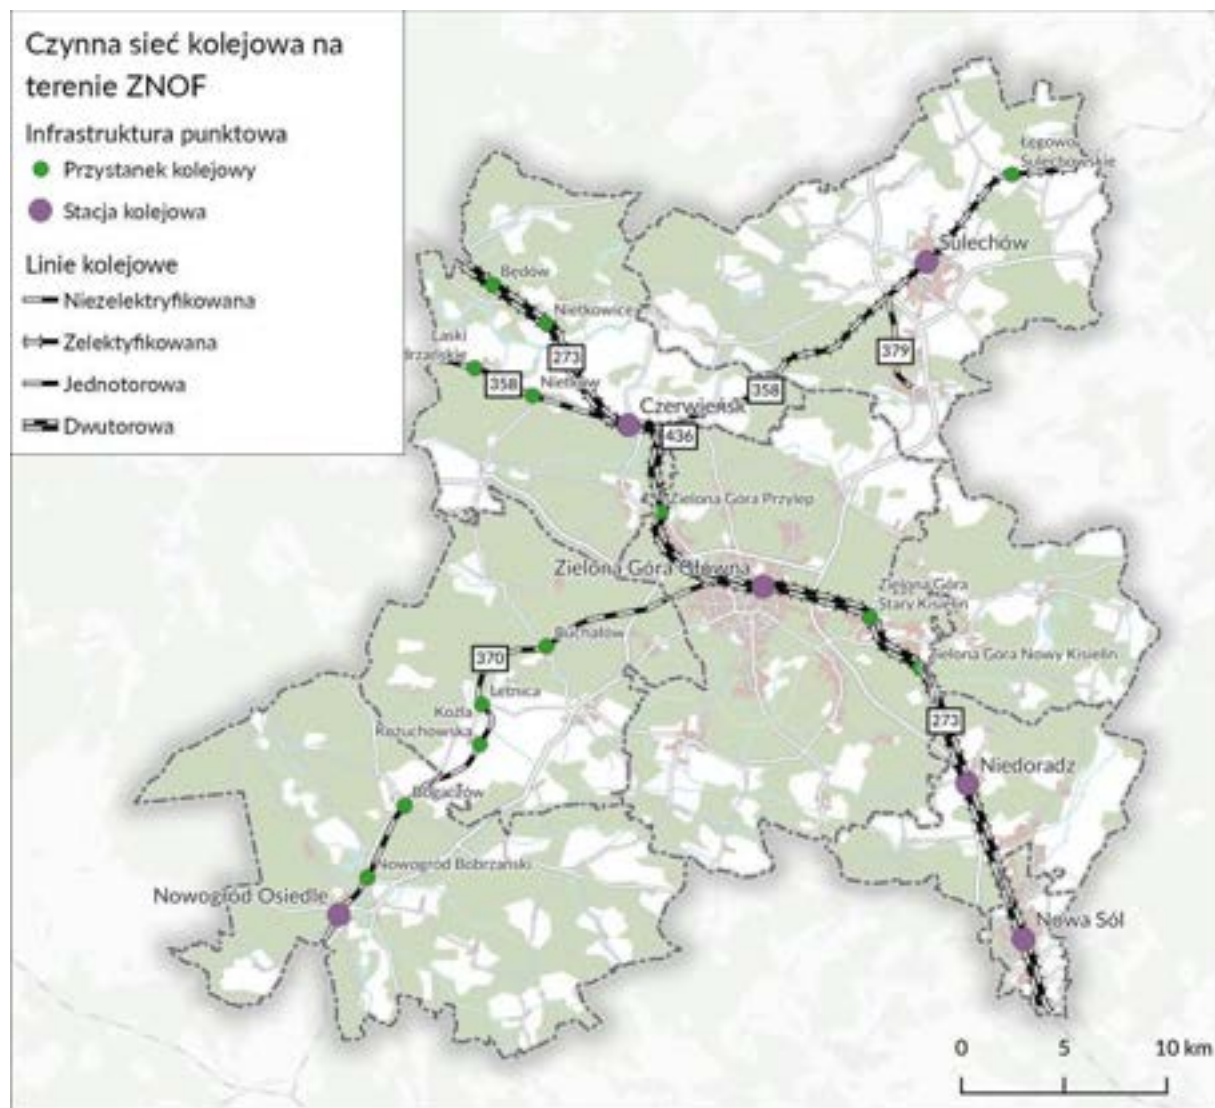 Czynna sieć kolejowa na
terenie ZNOF
Infrastruktura punktowa
Przystanek kolejowy
Stacja kolejowa
Linie kolejowe
Niezelektryfikowana
Zelektyfikowana
Jednotorowa
Dwutorowa
Łęgowo
Sulechowskie
Sulechów
Będów
Nietkowice
Laski
273
379
358
Nietków
358
Czerwieńsk
436
Zielona Góra Przylep
Zielona Góra Główna
Zielona Góra
Stary Kisielin
Buchałów
370
Zielona Góra Nowy Kisielin
Letnica
Koźla
Kożuchowska
273
Niedoradz
Bogaczów
Nowogród Bobrzański
Nowogród Osiedle
Nowa Sól
0 5 10 km